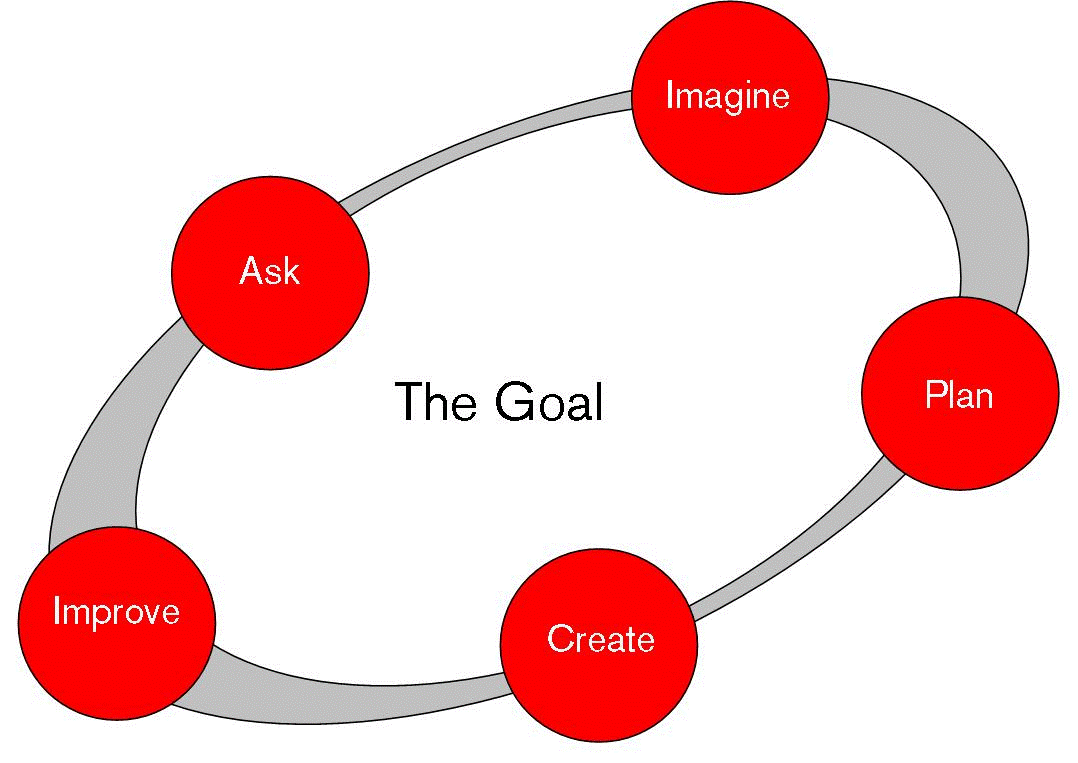 Imagine
Ask
The Goal
Plan
Improve
Create